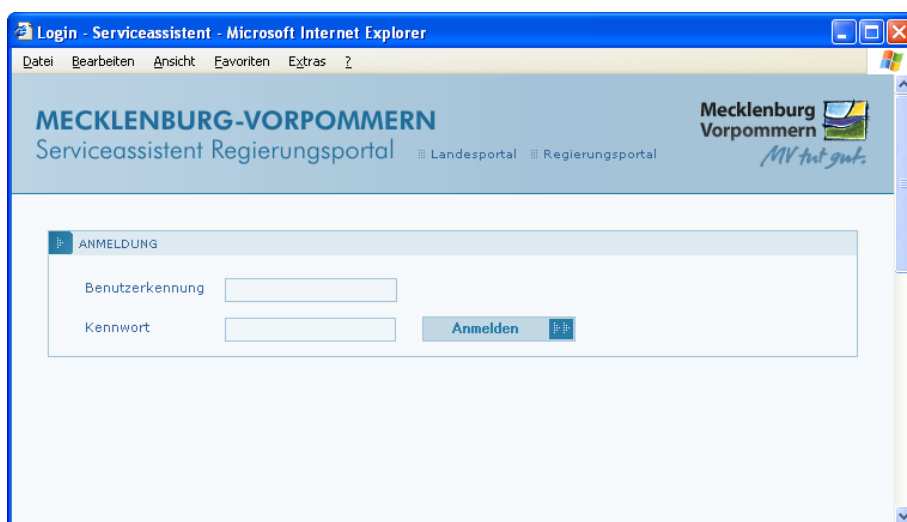 Login - Serviceassistent - Microsoft Internet Explorer
Datei Bearbeiten Ansicht Favoriten Extras ?
MECKLENBURG-VORPOMMERN
Serviceassistent Regierungsportal Landesportal Regierungsportal
Mecklenburg
Vorpommern
MV tut gut.
ANMELDUNG
Benutzerkennung
Kennwort Anmelden